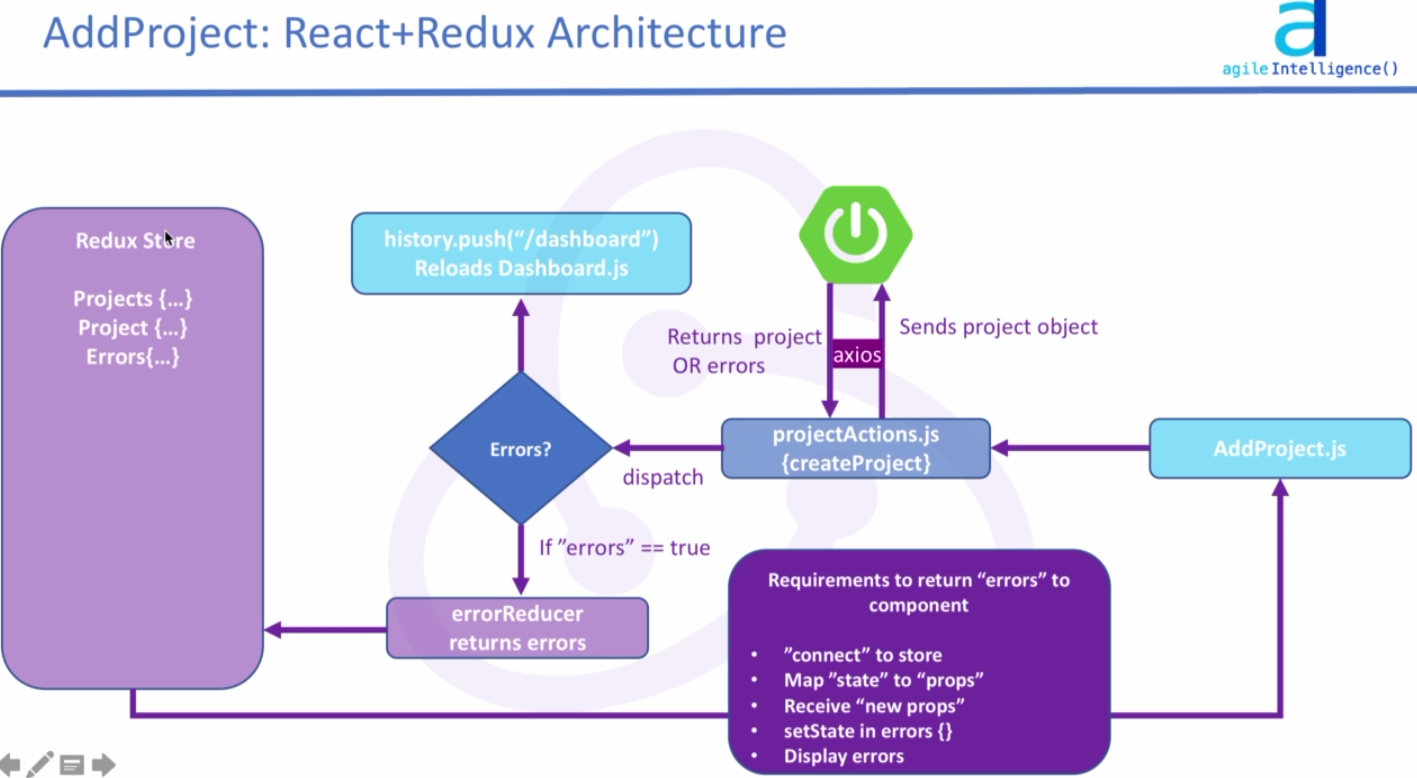 AddProject: React+Redux Architecture
agileIntelligence()
Redux Store
Projects {...}
Project {...}
Errors{...}
history.push(“/dashboard”)
Reloads Dashboard.js
Returns project
OR errors
axios
Sends project object
Errors?
dispatch
projectActions.js
{createProject}
AddProject.js
If ”errors” == true
errorReducer
returns errors
Requirements to return “errors” to
component
• ”connect” to store
• Map ”state” to “props”
• Receive “new props”
• setState in errors {}
• Display errors